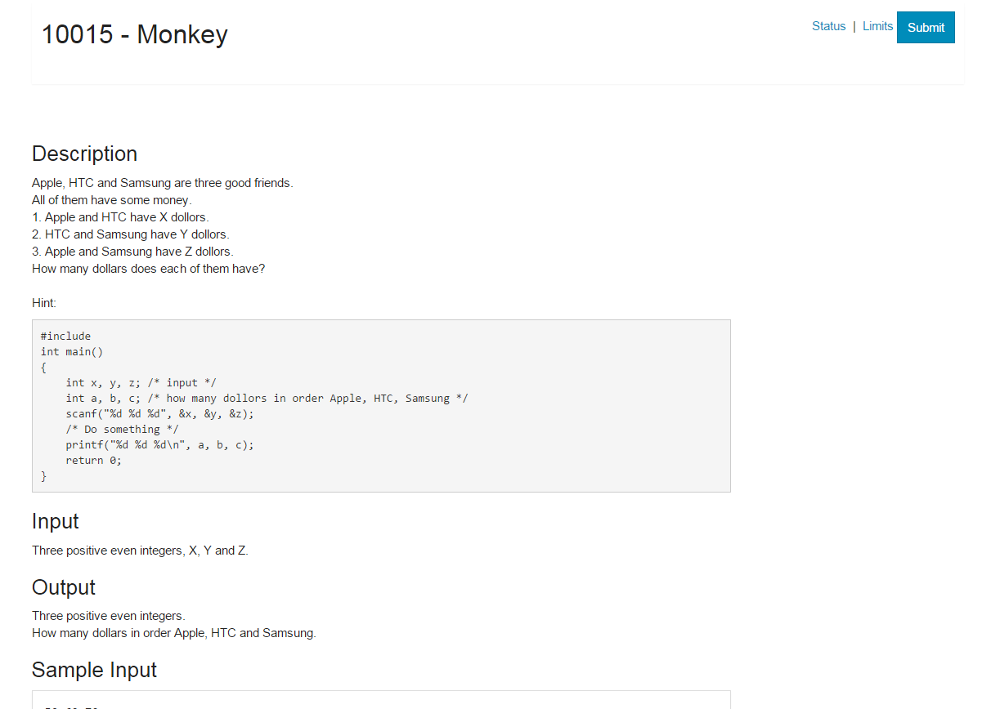 10015 - Monkey
Status | Limits Submit
Description
Apple, HTC and Samsung are three good friends.
All of them have some money.
1. Apple and HTC have X dollors.
2. HTC and Samsung have Y dollors.
3. Apple and Samsung have Z dollors.
How many dollars does each of them have?
Hint:
#include
int main()
{
    int x, y, z; /* input */
    int a, b, c; /* how many dollors in order Apple, HTC, Samsung */
    scanf("%d %d %d", &x, &y, &z);
    /* Do something */
    printf("%d %d %d\n", a, b, c);
    return 0;
}
Input
Three positive even integers, X, Y and Z.
Output
Three positive even integers.
How many dollars in order Apple, HTC and Samsung.
Sample Input